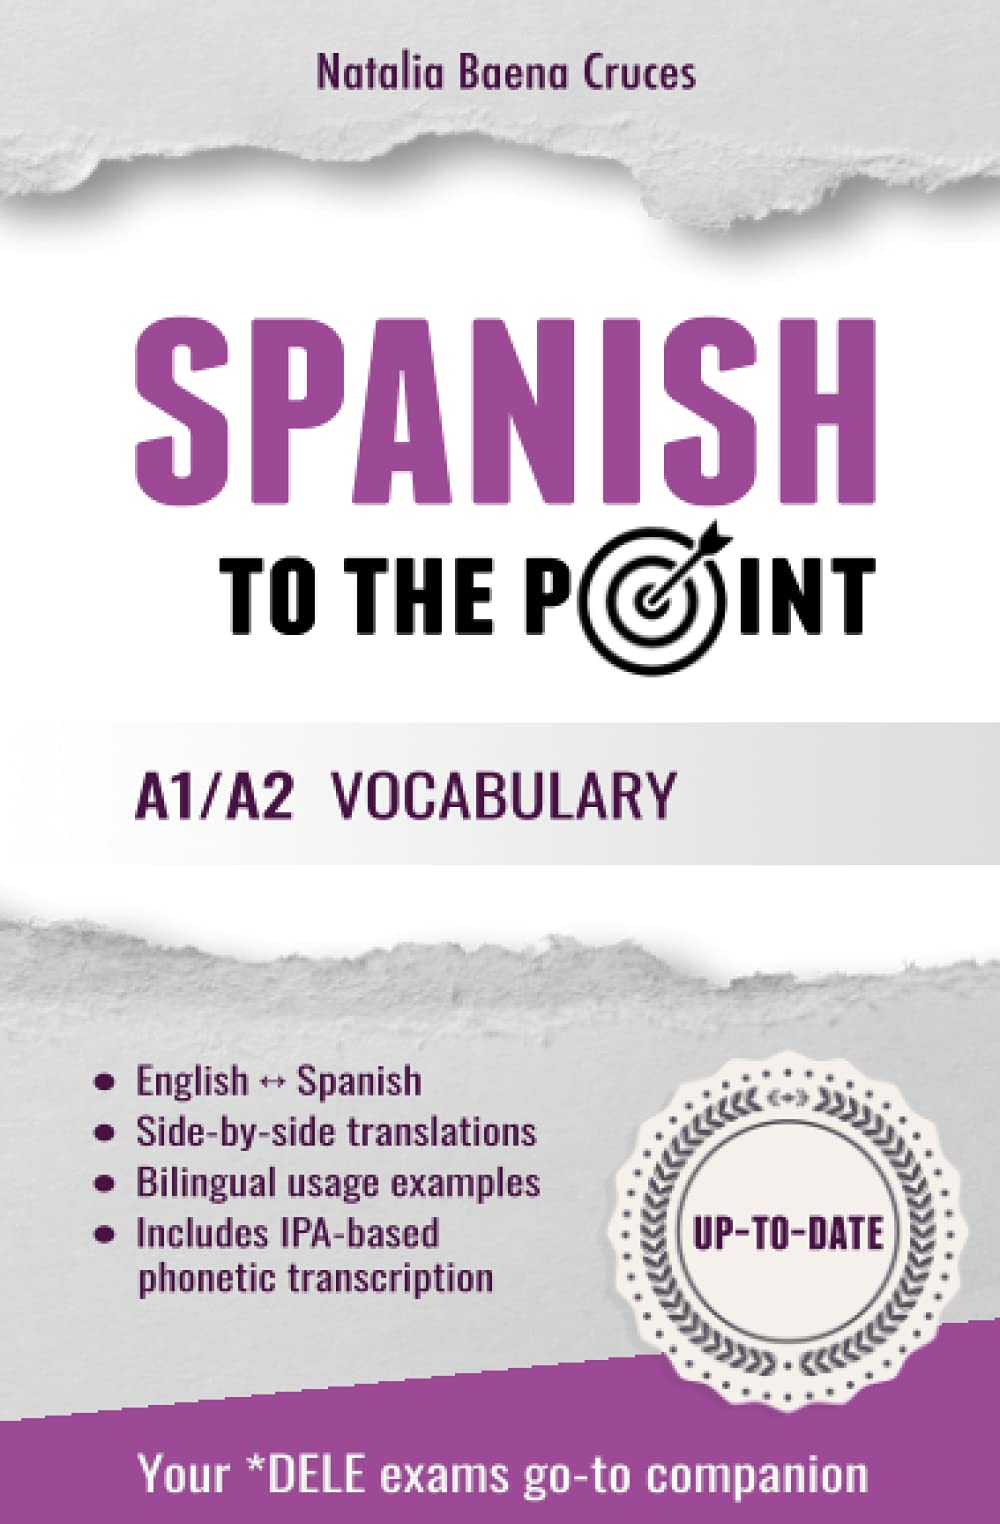 Natalia Baena Cruces
SPANISH
TO THE POINT
A1/A2 VOCABULARY
• English ↔ Spanish
• Side-by-side translations
• Bilingual usage examples
• Includes IPA-based
phonetic transcription
UP-TO-DATE
Your *DELE exams go-to companion